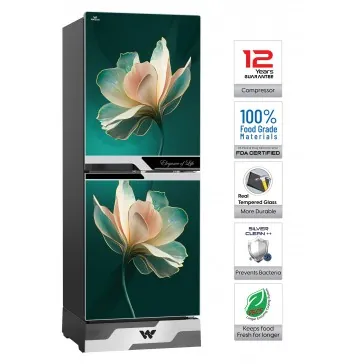 Elegance of Life
12
Years
GUARANTEE
Compressor
100%
Food Grade
Materials
FDA CERTIFIED
Real
Tempered Glass
More Durable
SILVER
CLEAN ++
Prevents Bacteria
Keeps food
Fresh for longer